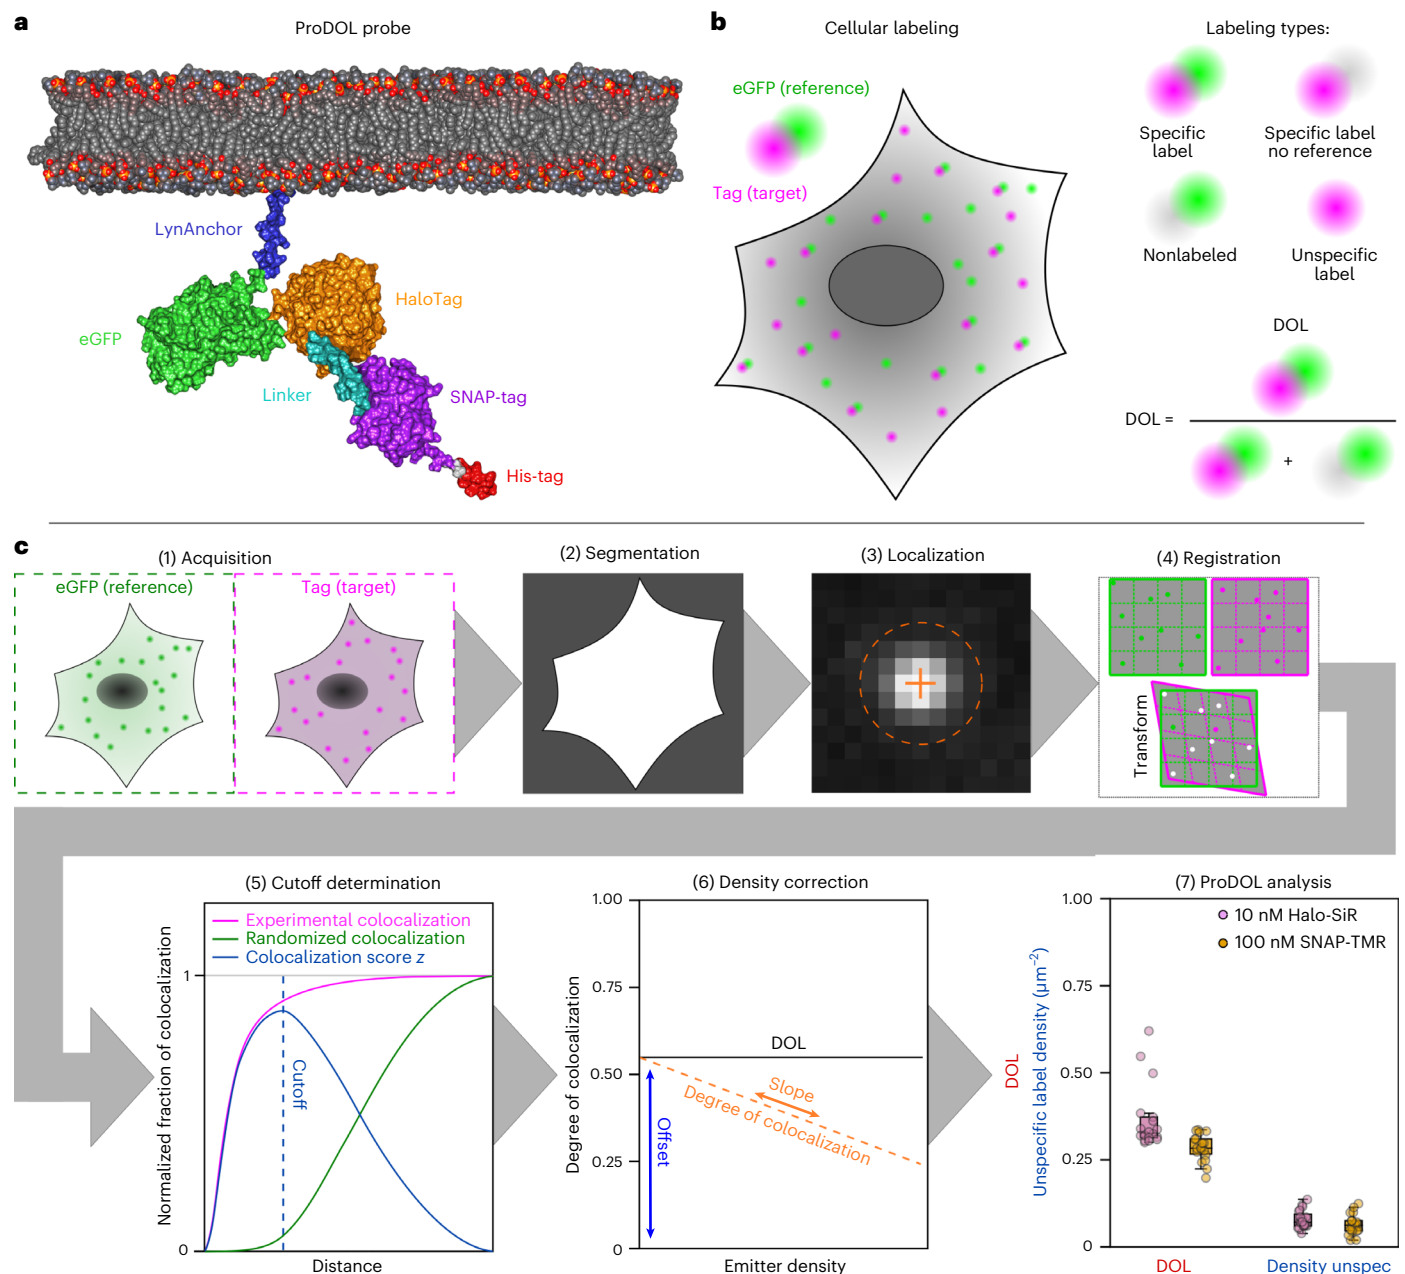 a
ProDOL probe
LynAnchor
eGFP
HaloTag
Linker
SNAP-tag
His-tag
b
Cellular labeling
eGFP (reference)
Tag (target)
Labeling types:
Specific
label
Specific label
no reference
Nonlabeled
Unspecific
label
DOL
DOL =
+
c
(1) Acquisition
eGFP (reference)
Tag (target)
(2) Segmentation
(3) Localization
(4) Registration
Transform
(5) Cutoff determination
Experimental colocalization
Randomized colocalization
Colocalization score z
Normalized fraction of colocalization
1
0
Cutoff
Distance
(6) Density correction
Degree of colocalization
1.00
0.75
0.50
0.25
0
DOL
Slope
Degree of colocalization
Offset
Emitter density
(7) ProDOL analysis
DOL
Unspecific label density (µm⁻²)
1.00
0.75
0.50
0.25
0
10 nM Halo-SiR
100 nM SNAP-TMR
DOL
Density unspec